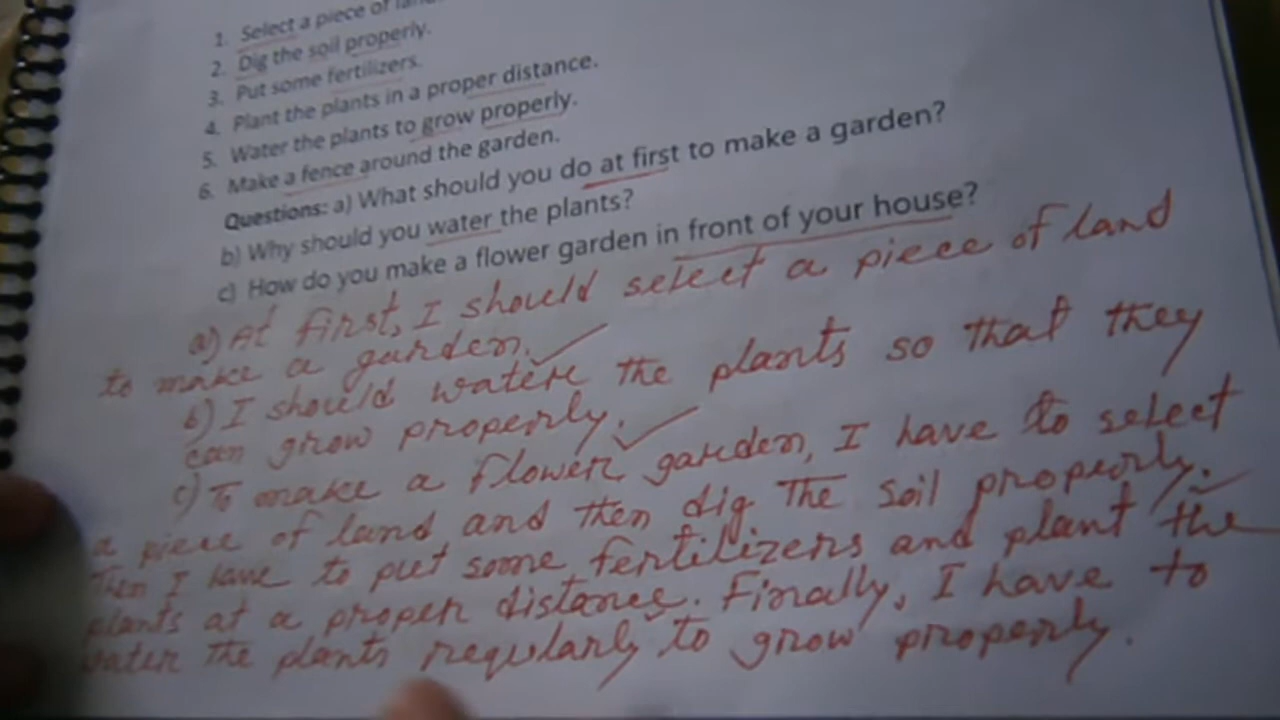 1. Select a piece of land
2. Dig the soil properly.
3. Put some fertilizers.
4. Plant the plants in a proper distance.
5. Water the plants to grow properly.
6. Make a fence around the garden.
Questions: a) What should you do at first to make a garden?
b) Why should you water the plants?
c) How do you make a flower garden in front of your house?
a) At first, I should select a piece of land
to make a garden.
b) I should water the plants so that they
can grow properly.
c) To make a flower garden, I have to select
a piece of land and then dig the soil properly.
Then I have to put some fertilizers and plant the
plants at a proper distance. Finally, I have to
water the plants regularly to grow properly.